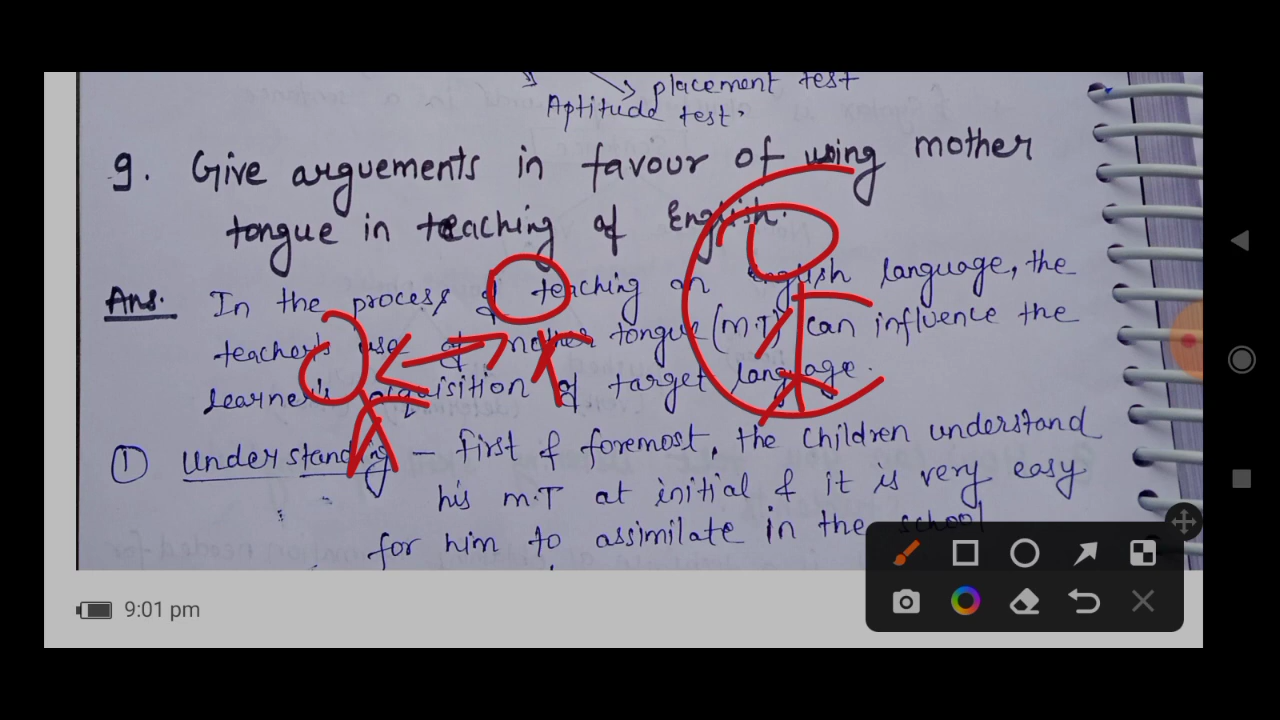 placement test
Aptitude test.
9. Give arguements in favour of using mother
tongue in teaching of English.
Ans. In the process of teaching an english language, the
teacher's use of mother tongue (M.T) can influence the
learner's acquisition of target language.
① Understanding – first & foremost, the children understand
his m.T at initial & it is very easy
for him to assimilate in the school
9:01 pm